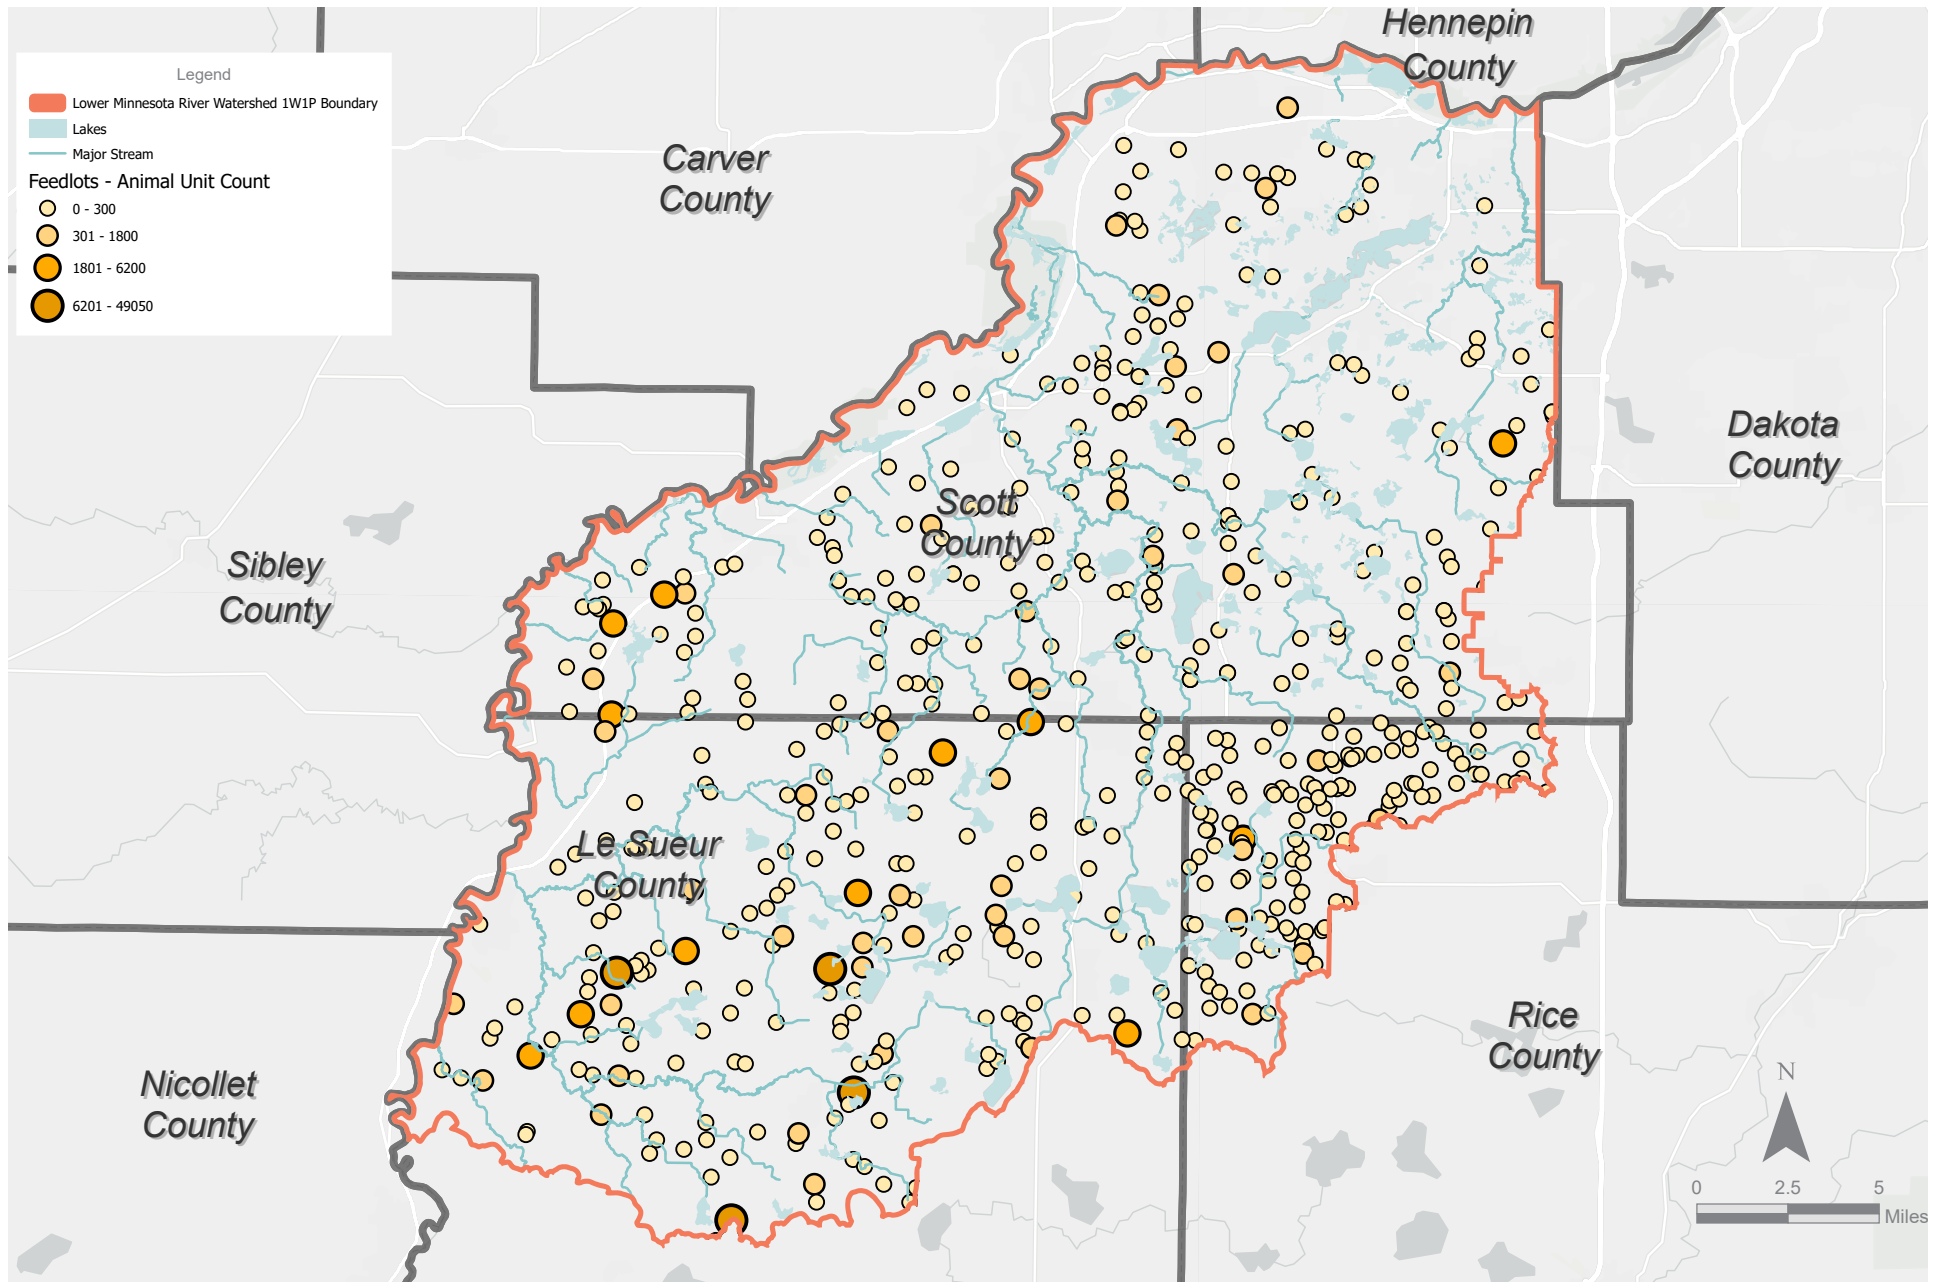 Hennepin
County
Legend
Lower Minnesota River Watershed 1W1P Boundary
Lakes
Major Stream
Feedlots - Animal Unit Count
0 - 300
301 - 1800
1801 - 6200
6201 - 49050
Carver
County
Dakota
County
Scott
County
Sibley
County
Le Sueur
County
Rice
County
Nicollet
County
N
0 2.5 5
Miles